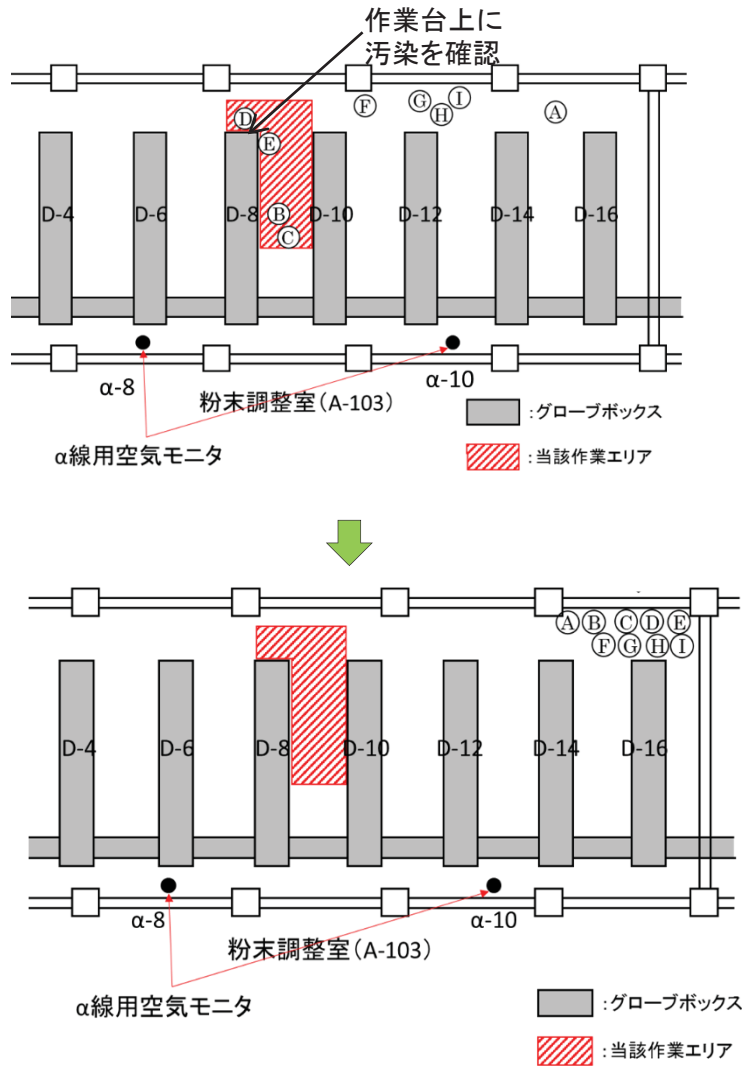 作業台上に
汚染を確認
Ⓕ Ⓖ Ⓗ Ⓘ Ⓐ
Ⓓ
Ⓔ
Ⓑ
Ⓒ
D-4 D-6 D-8 D-10 D-12 D-14 D-16
α-8 α-10
粉末調整室(A-103)
α線用空気モニタ
:グローブボックス
:当該作業エリア
Ⓐ Ⓑ Ⓒ Ⓓ Ⓔ
Ⓕ Ⓖ Ⓗ Ⓘ
D-4 D-6 D-8 D-10 D-12 D-14 D-16
α-8 α-10
粉末調整室(A-103)
α線用空気モニタ
:グローブボックス
:当該作業エリア